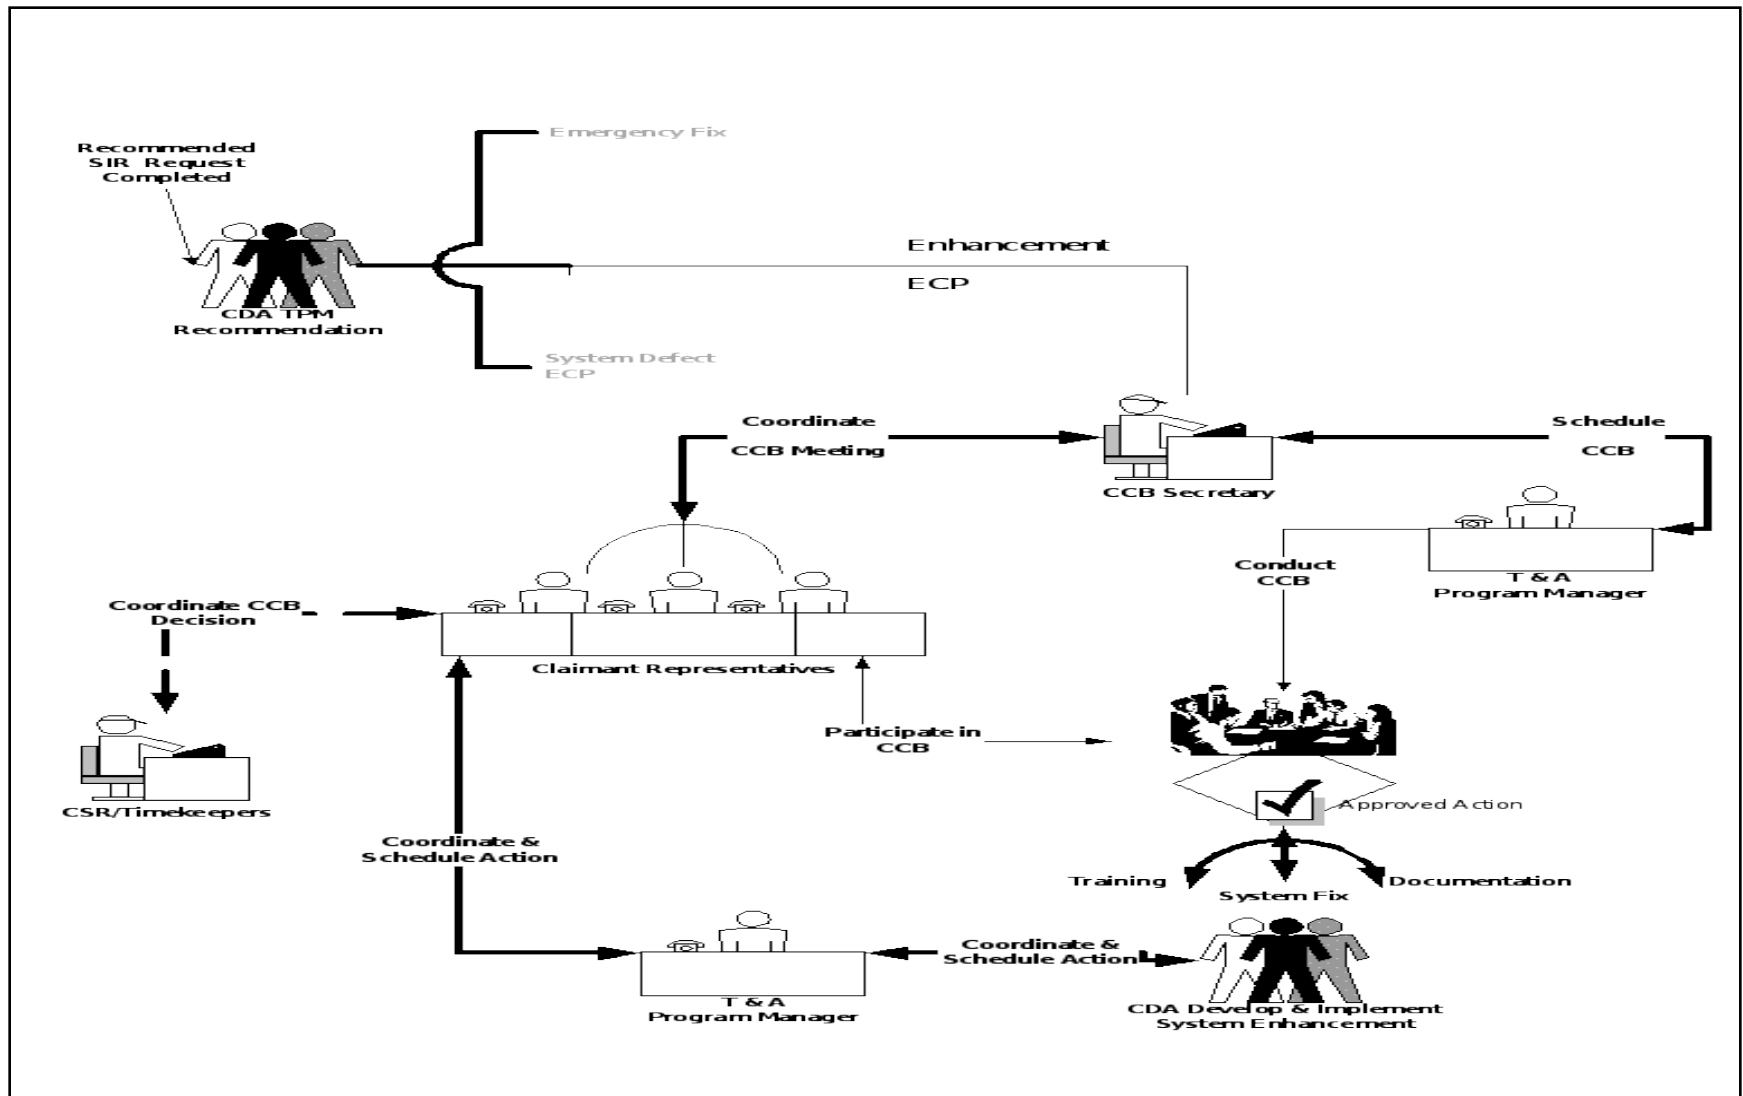 Emergency Fix
Recommended
SIR Request
Completed
Enhancement
ECP
CDA TPM
Recommendation
System Defect
ECP
Coordinate
CCB Meeting
Schedule
CCB
CCB Secretary
Conduct
CCB
T & A
Program Manager
Coordinate CCB
Decision
Claimant Representatives
Participate in
CCB
CSR/Timekeepers
Approved Action
Coordinate &
Schedule Action
Training
Documentation
System Fix
Coordinate &
Schedule Action
T & A
Program Manager
CDA Develop & Implement
System Enhancement